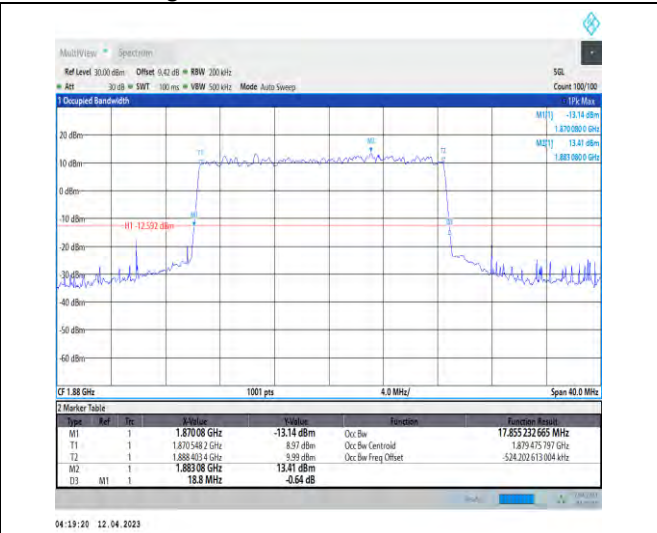 MultiView Spectrum
Ref Level 30.00 dBm Offset 9.42 dB RBW 200 kHz SGL
Att 30 dB SWT 100 ms VBW 500 kHz Mode Auto Sweep Count 100/100
1 Occupied Bandwidth 1Pk Max
M1[1] -13.14 dBm
1.870 080 0 GHz
M2[1] 13.41 dBm
1.883 080 0 GHz
20 dBm
M2
T1 T2
10 dBm
0 dBm
-10 dBm
M1
H1 -12.592 dBm
D3
-20 dBm
-30 dBm
-40 dBm
-50 dBm
-60 dBm
CF 1.88 GHz 1001 pts 4.0 MHz/ Span 40.0 MHz
2 Marker Table
Type Ref Trc X-Value Y-Value Function Function Result
M1 1 1.87008 GHz -13.14 dBm Occ Bw 17.855 232 665 MHz
T1 1 1.870 548 2 GHz 8.97 dBm Occ Bw Centroid 1.879 475 797 GHz
T2 1 1.888 403 4 GHz 9.99 dBm Occ Bw Freq Offset -524.202 613 004 kHz
M2 1 1.88308 GHz 13.41 dBm
D3 M1 1 18.8 MHz -0.64 dB
04:19:20 12.04.2023